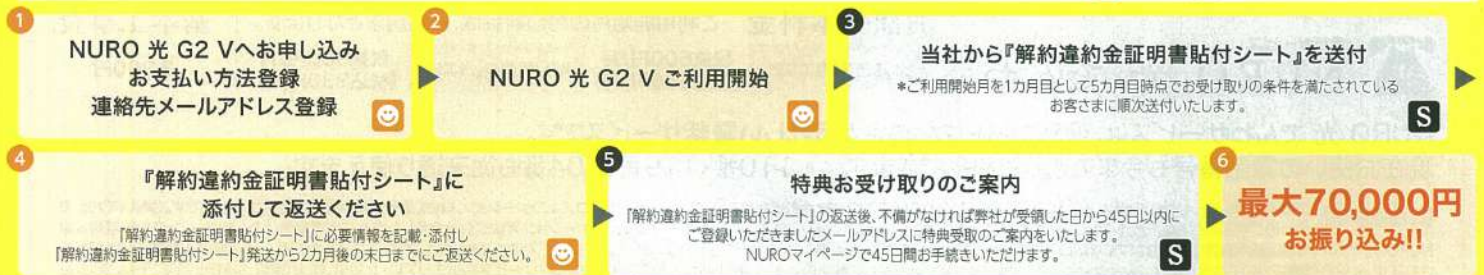 1
NURO 光 G2 Vへお申し込み
お支払い方法登録
連絡先メールアドレス登録
2
NURO 光 G2 V ご利用開始
3
当社から『解約違約金証明書貼付シート』を送付
*ご利用開始月を1カ月目として5カ月目時点でお受け取りの条件を満たされている
お客さまに順次送付いたします。
S
4
『解約違約金証明書貼付シート』に
添付して返送ください
『解約違約金証明書貼付シート』に必要情報を記載・添付し
『解約違約金証明書貼付シート』発送から2カ月後の末日までにご返送ください。
5
特典お受け取りのご案内
『解約違約金証明書貼付シート』の返送後、不備がなければ弊社が受領した日から45日以内に
ご登録いただきましたメールアドレスに特典受取のご案内をいたします。
NUROマイページで45日間お手続きいただけます。
S
6
最大70,000円
お振り込み!!